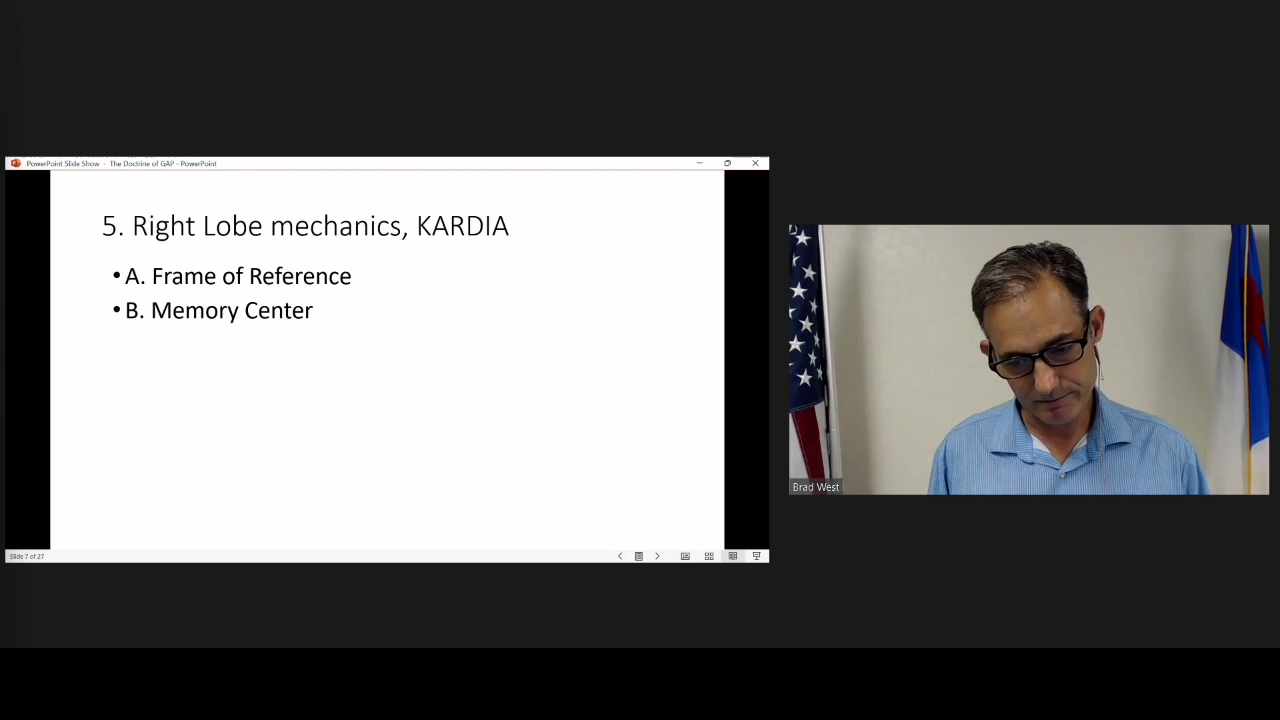 PowerPoint Slide Show - The Doctrine of GAP - PowerPoint
5. Right Lobe mechanics, KARDIA
• A. Frame of Reference
• B. Memory Center
Slide 7 of 27
Brad West